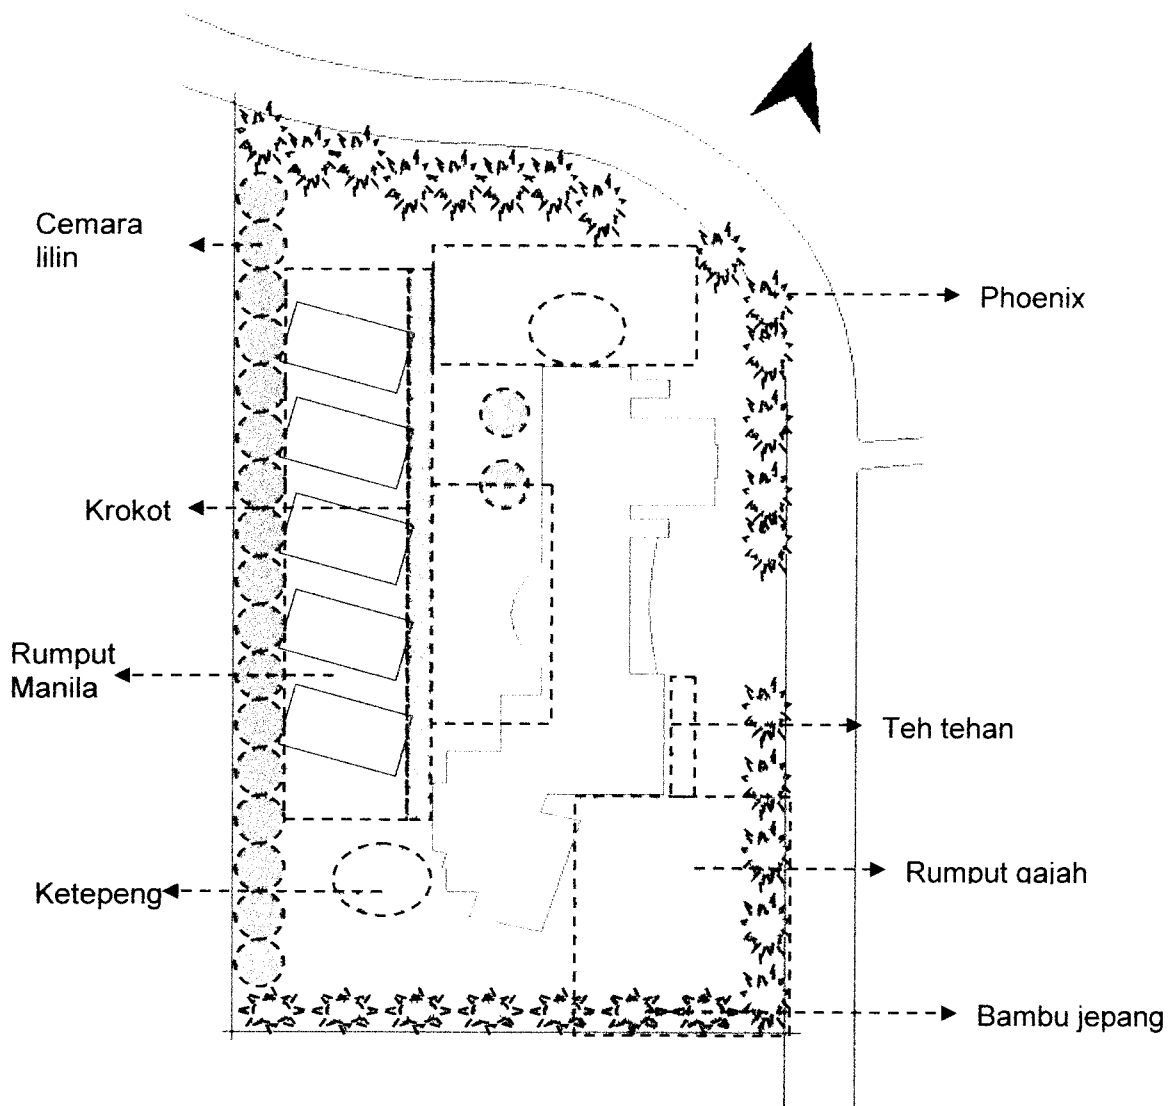 Cemara
lilin
Phoenix
Krokot
Rumput
Manila
Teh tehan
Ketepeng
Rumput gajah
Bambu jepang